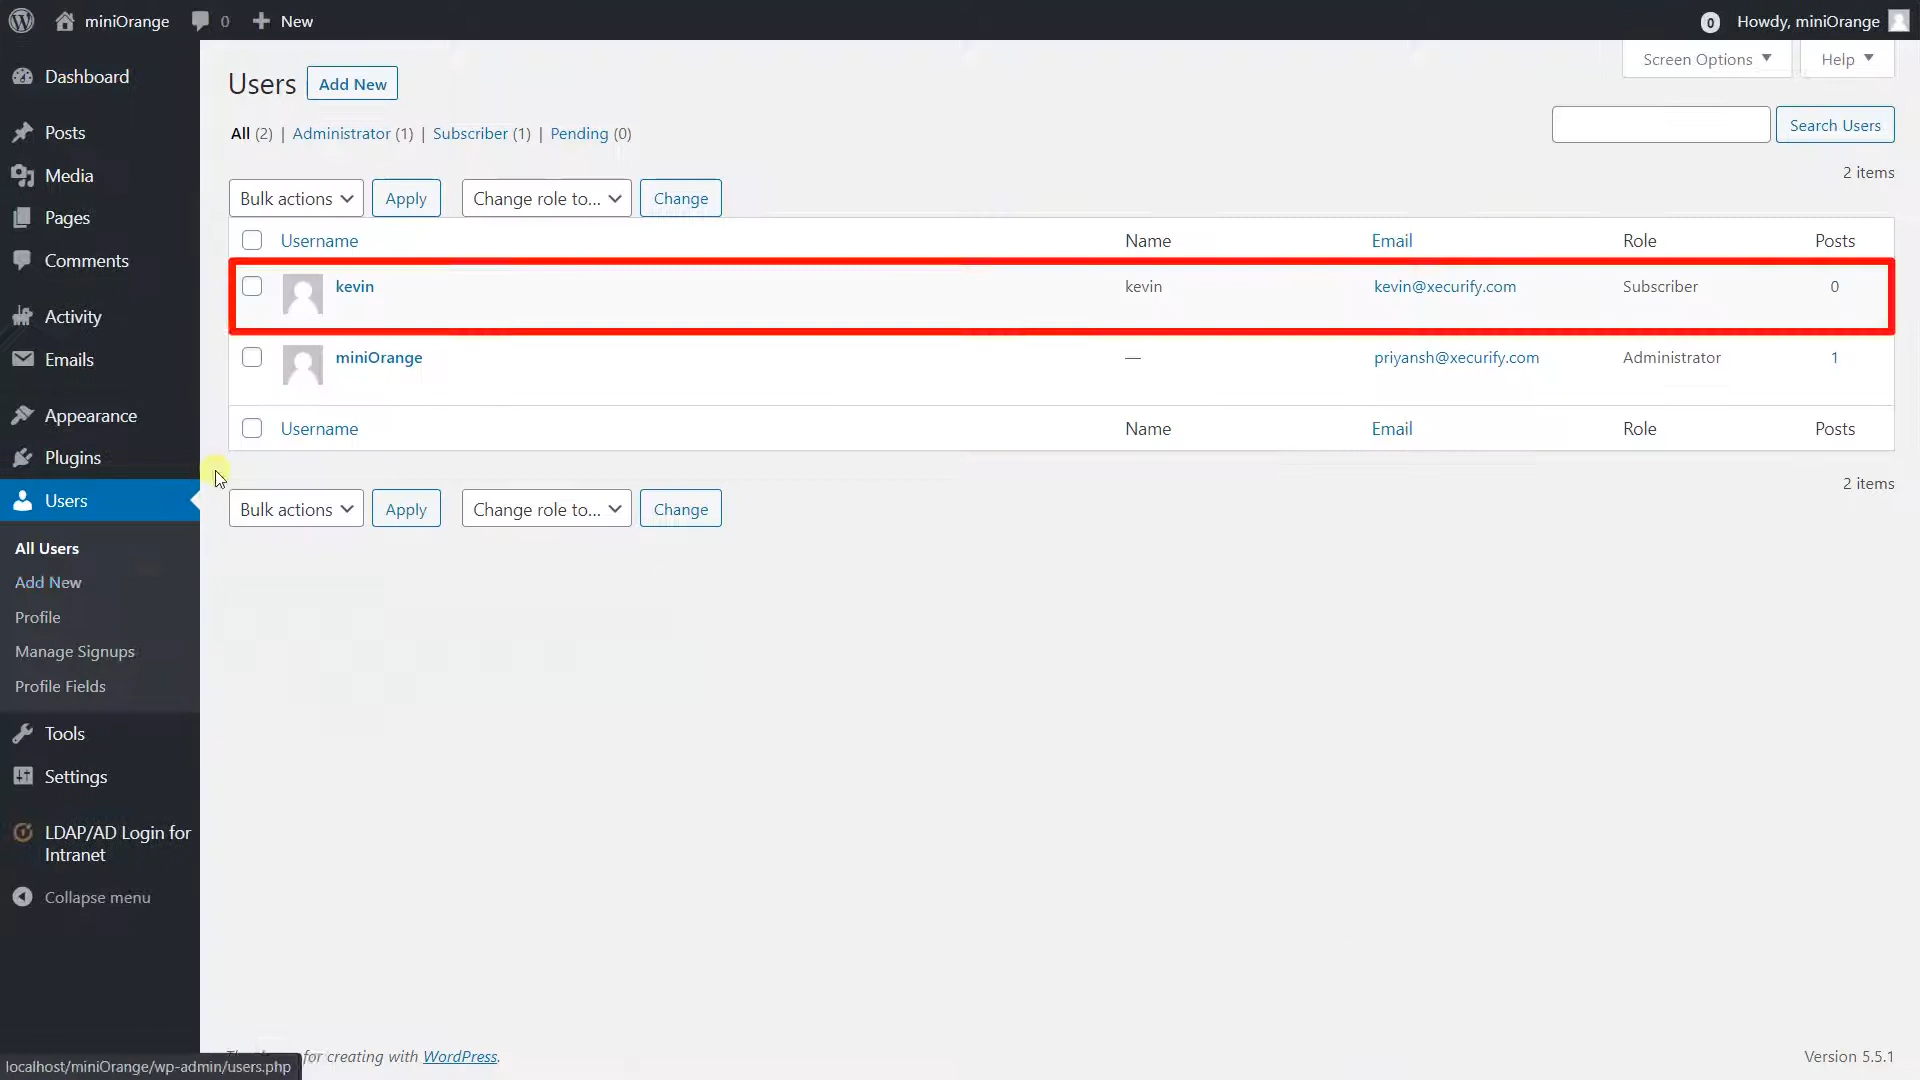 miniOrange 0 New 0 Howdy, miniOrange
Screen Options Help
Dashboard
Posts
Media
Pages
Comments
Activity
Emails
Appearance
Plugins
Users
All Users
Add New
Profile
Manage Signups
Profile Fields
Tools
Settings
LDAP/AD Login for
Intranet
Collapse menu
Users Add New
All (2) | Administrator (1) | Subscriber (1) | Pending (0)
Search Users
2 items
Bulk actions Apply Change role to... Change
Username Name Email Role Posts
kevin kevin kevin@xecurify.com Subscriber 0
miniOrange — priyansh@xecurify.com Administrator 1
Username Name Email Role Posts
2 items
Bulk actions Apply Change role to... Change
for creating with WordPress.
Version 5.5.1
localhost/miniOrange/wp-admin/users.php